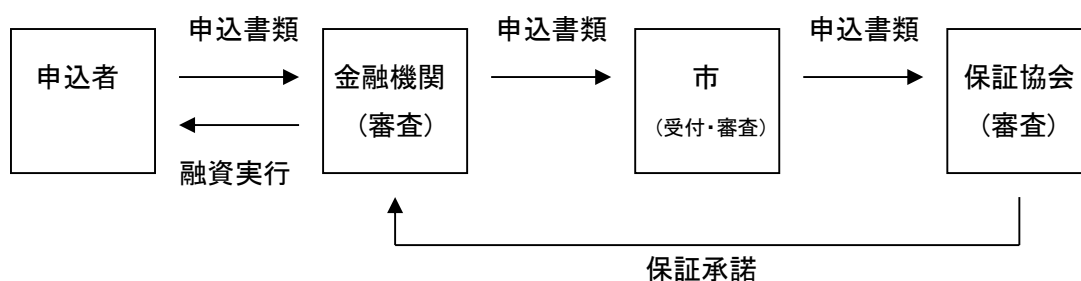 申込書類
申込書類
申込書類
申込者
金融機関
（審査）
市
（受付・審査）
保証協会
（審査）
融資実行
保証承諾